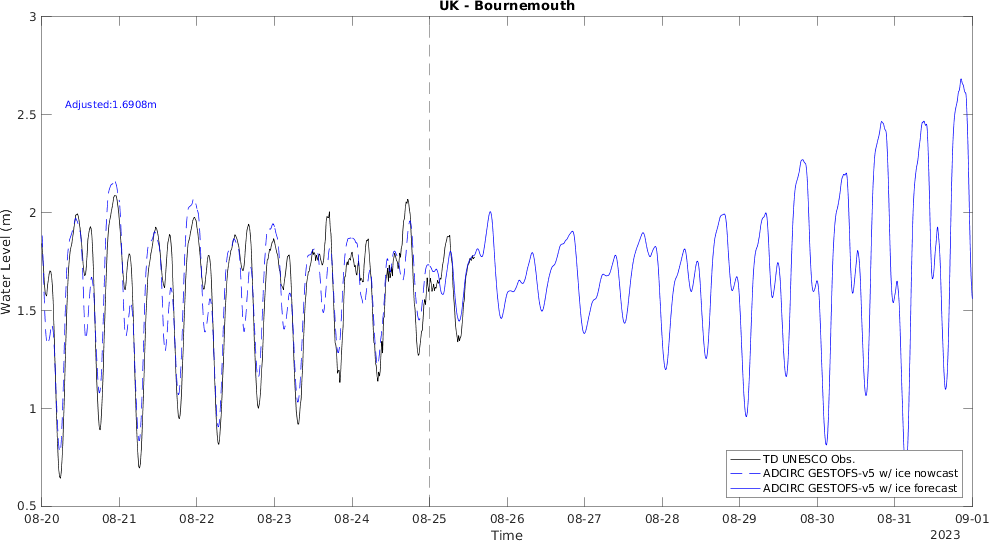 UK - Bournemouth
3
2.5
2
1.5
1
0.5
Water Level (m)
Adjusted:1.6908m
TD UNESCO Obs.
ADCIRC GESTOFS-v5 w/ ice nowcast
ADCIRC GESTOFS-v5 w/ ice forecast
08-20 08-21 08-22 08-23 08-24 08-25 08-26 08-27 08-28 08-29 08-30 08-31 09-01
Time
2023